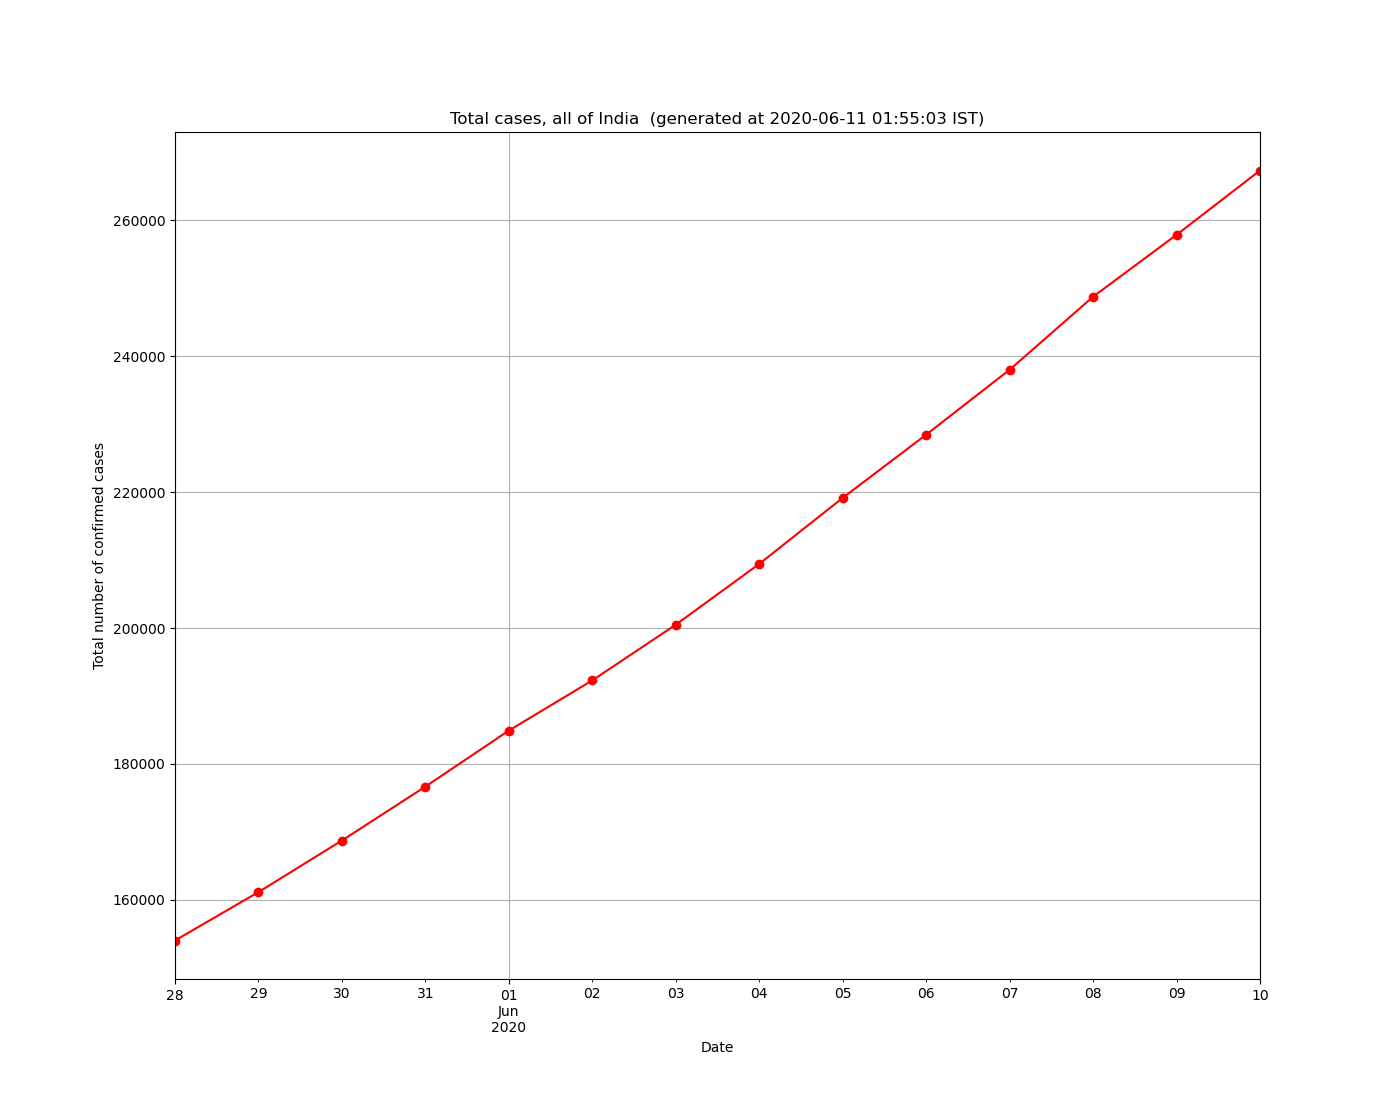 Total cases, all of India  (generated at 2020-06-11 01:55:03 IST)
260000
240000
220000
200000
180000
160000
Total number of confirmed cases
28 29 30 31 01 02 03 04 05 06 07 08 09 10
Jun
2020
Date